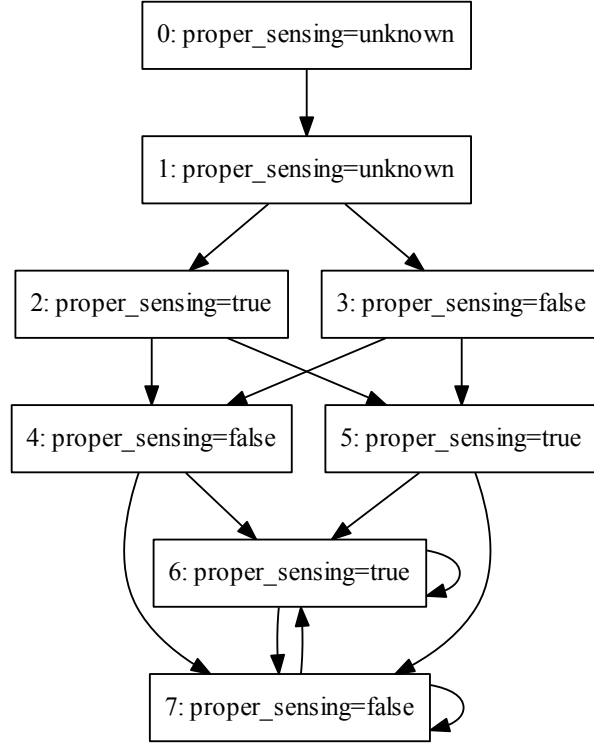 0: proper_sensing=unknown
1: proper_sensing=unknown
2: proper_sensing=true
3: proper_sensing=false
4: proper_sensing=false
5: proper_sensing=true
6: proper_sensing=true
7: proper_sensing=false